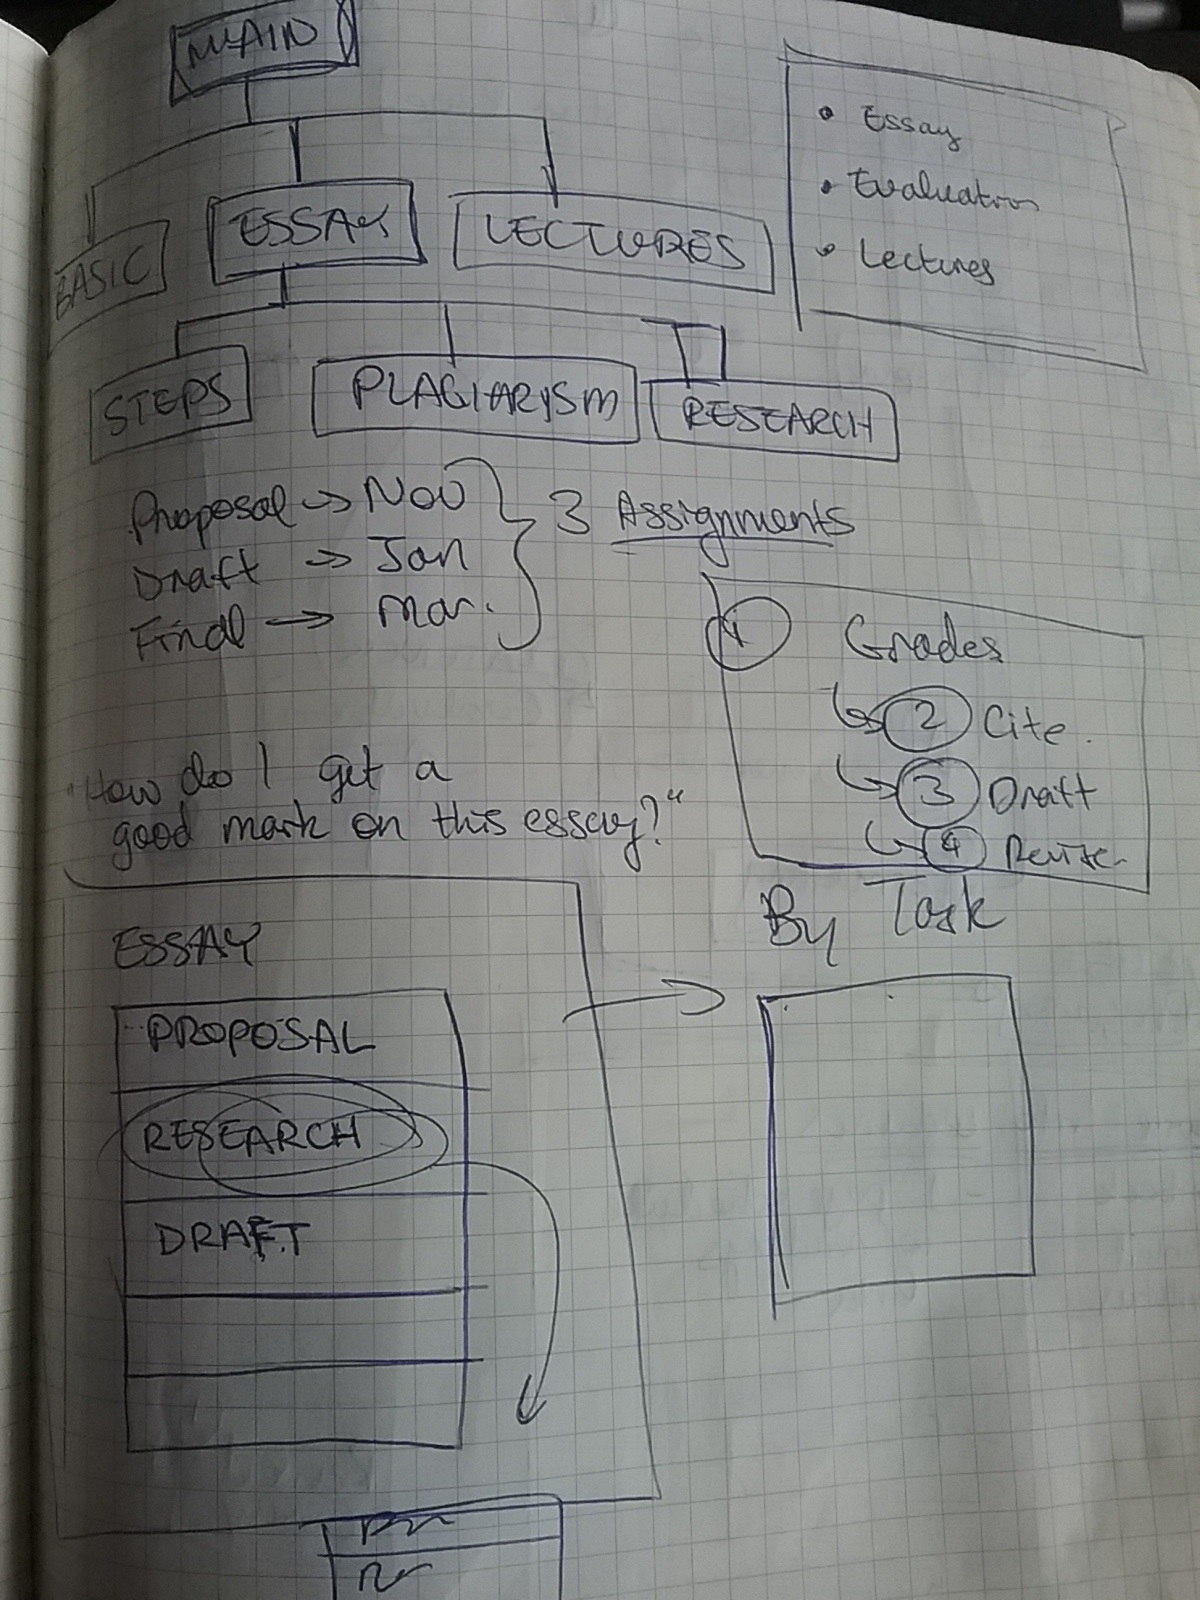 MAIN
BASIC
ESSAY
LECTURES
• Essay
• Evaluation
• Lectures
STEPS
PLAGIARISM
RESEARCH
Proposal → Nov
Draft → Jan
Final → Mar.
3 Assignments
1 Grades
2 Cite.
3 Draft
4 Revise
By Task
"How do I get a
good mark on this essay?"
ESSAY
PROPOSAL
RESEARCH
DRAFT